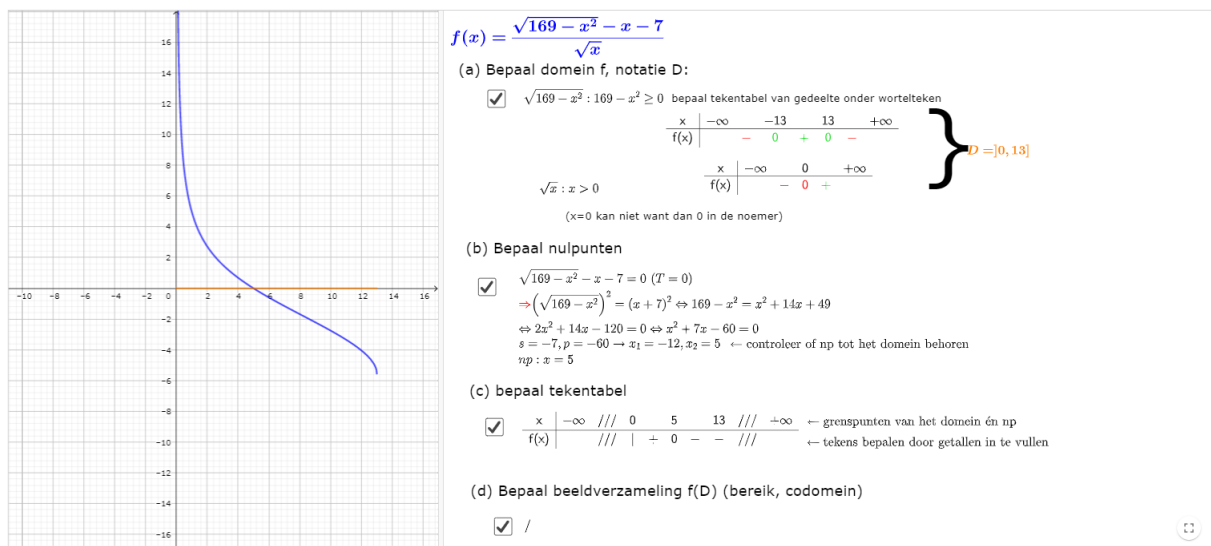 f(x) = (√(169 − x²) − x − 7) / √x
(a) Bepaal domein f, notatie D:
√(169 − x²) : 169 − x² ≥ 0 bepaal tekentabel van gedeelte onder wortelteken
x | −∞ −13 13 +∞
f(x) | − 0 + 0 −
} D =]0, 13]
x | −∞ 0 +∞
√x : x > 0
f(x) | − 0 +
(x=0 kan niet want dan 0 in de noemer)
(b) Bepaal nulpunten
√(169 − x²) − x − 7 = 0 (T = 0)
⇒(√(169 − x²))² = (x + 7)² ⇔ 169 − x² = x² + 14x + 49
⇔ 2x² + 14x − 120 = 0 ⇔ x² + 7x − 60 = 0
s = −7, p = −60 → x₁ = −12, x₂ = 5 ← controleer of np tot het domein behoren
np : x = 5
(c) bepaal tekentabel
x | −∞ /// 0 5 13 /// +∞ ← grenspunten van het domein én np
f(x) | /// | + 0 − − /// ← tekens bepalen door getallen in te vullen
(d) Bepaal beeldverzameling f(D) (bereik, codomein)
/
16
14
12
10
8
6
4
2
−10 −8 −6 −4 −2 0 2 4 6 8 10 12 14 16
−2
−4
−6
−8
−10
−12
−14
−16